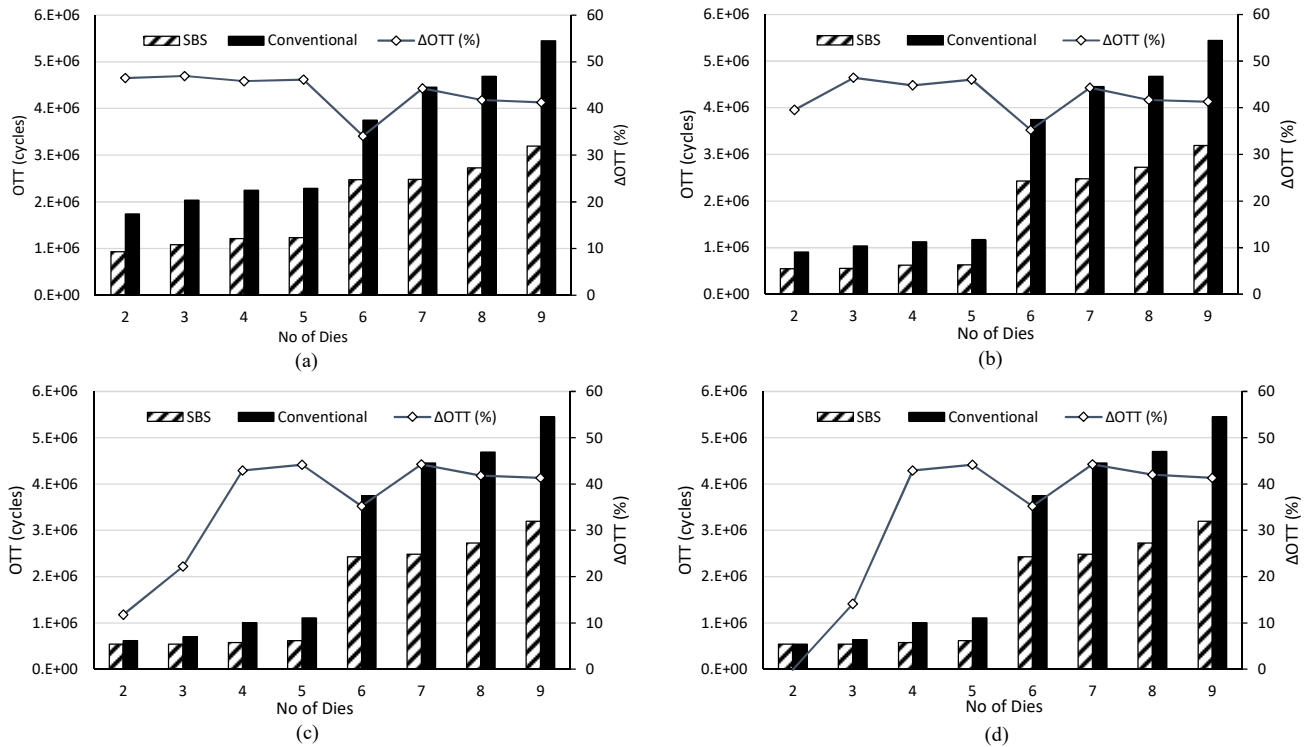 6.E+06
5.E+06
4.E+06
3.E+06
2.E+06
1.E+06
0.E+00
OTT (cycles)
SBS Conventional ΔOTT (%)
60
50
40
30
20
10
0
ΔOTT (%)
2 3 4 5 6 7 8 9
No of Dies
(a)
6.E+06
5.E+06
4.E+06
3.E+06
2.E+06
1.E+06
0.E+00
OTT (cycles)
SBS Conventional ΔOTT (%)
60
50
40
30
20
10
0
ΔOTT (%)
2 3 4 5 6 7 8 9
No of Dies
(b)
6.E+06
5.E+06
4.E+06
3.E+06
2.E+06
1.E+06
0.E+00
OTT (cycles)
SBS Conventional ΔOTT (%)
60
50
40
30
20
10
0
ΔOTT (%)
2 3 4 5 6 7 8 9
No of Dies
(c)
6.E+06
5.E+06
4.E+06
3.E+06
2.E+06
1.E+06
0.E+00
OTT (cycles)
SBS Conventional ΔOTT (%)
60
50
40
30
20
10
0
ΔOTT (%)
2 3 4 5 6 7 8 9
No of Dies
(d)